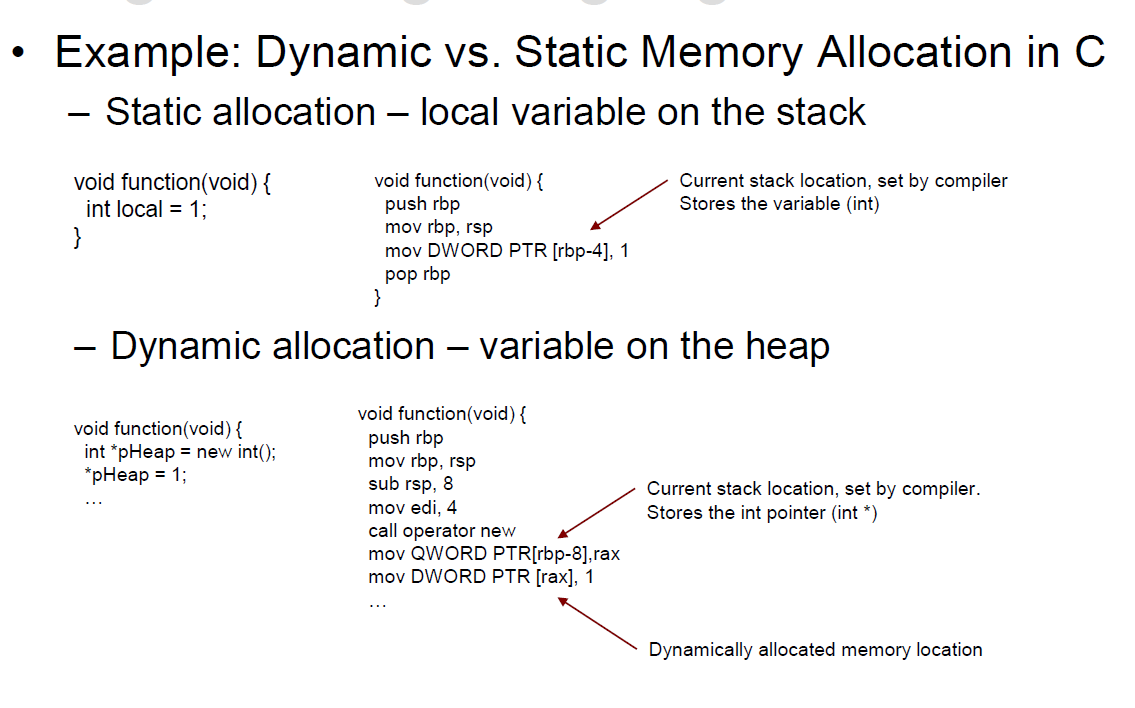 • Example: Dynamic vs. Static Memory Allocation in C
– Static allocation – local variable on the stack
void function(void) {
int local = 1;
}
void function(void) {
push rbp
mov rbp, rsp
mov DWORD PTR [rbp-4], 1
pop rbp
}
Current stack location, set by compiler
Stores the variable (int)
– Dynamic allocation – variable on the heap
void function(void) {
int *pHeap = new int();
*pHeap = 1;
…
void function(void) {
push rbp
mov rbp, rsp
sub rsp, 8
mov edi, 4
call operator new
mov QWORD PTR[rbp-8],rax
mov DWORD PTR [rax], 1
…
Current stack location, set by compiler.
Stores the int pointer (int *)
Dynamically allocated memory location